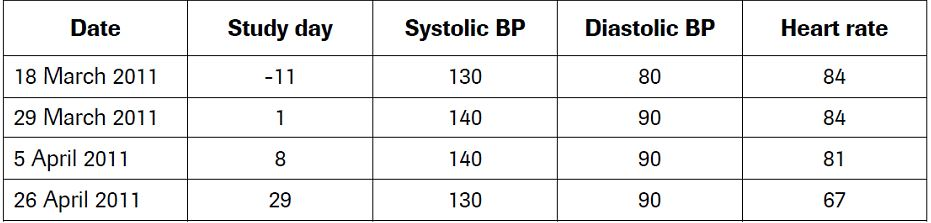 Date Study day Systolic BP Diastolic BP Heart rate
18 March 2011 -11 130 80 84
29 March 2011 1 140 90 84
5 April 2011 8 140 90 81
26 April 2011 29 130 90 67